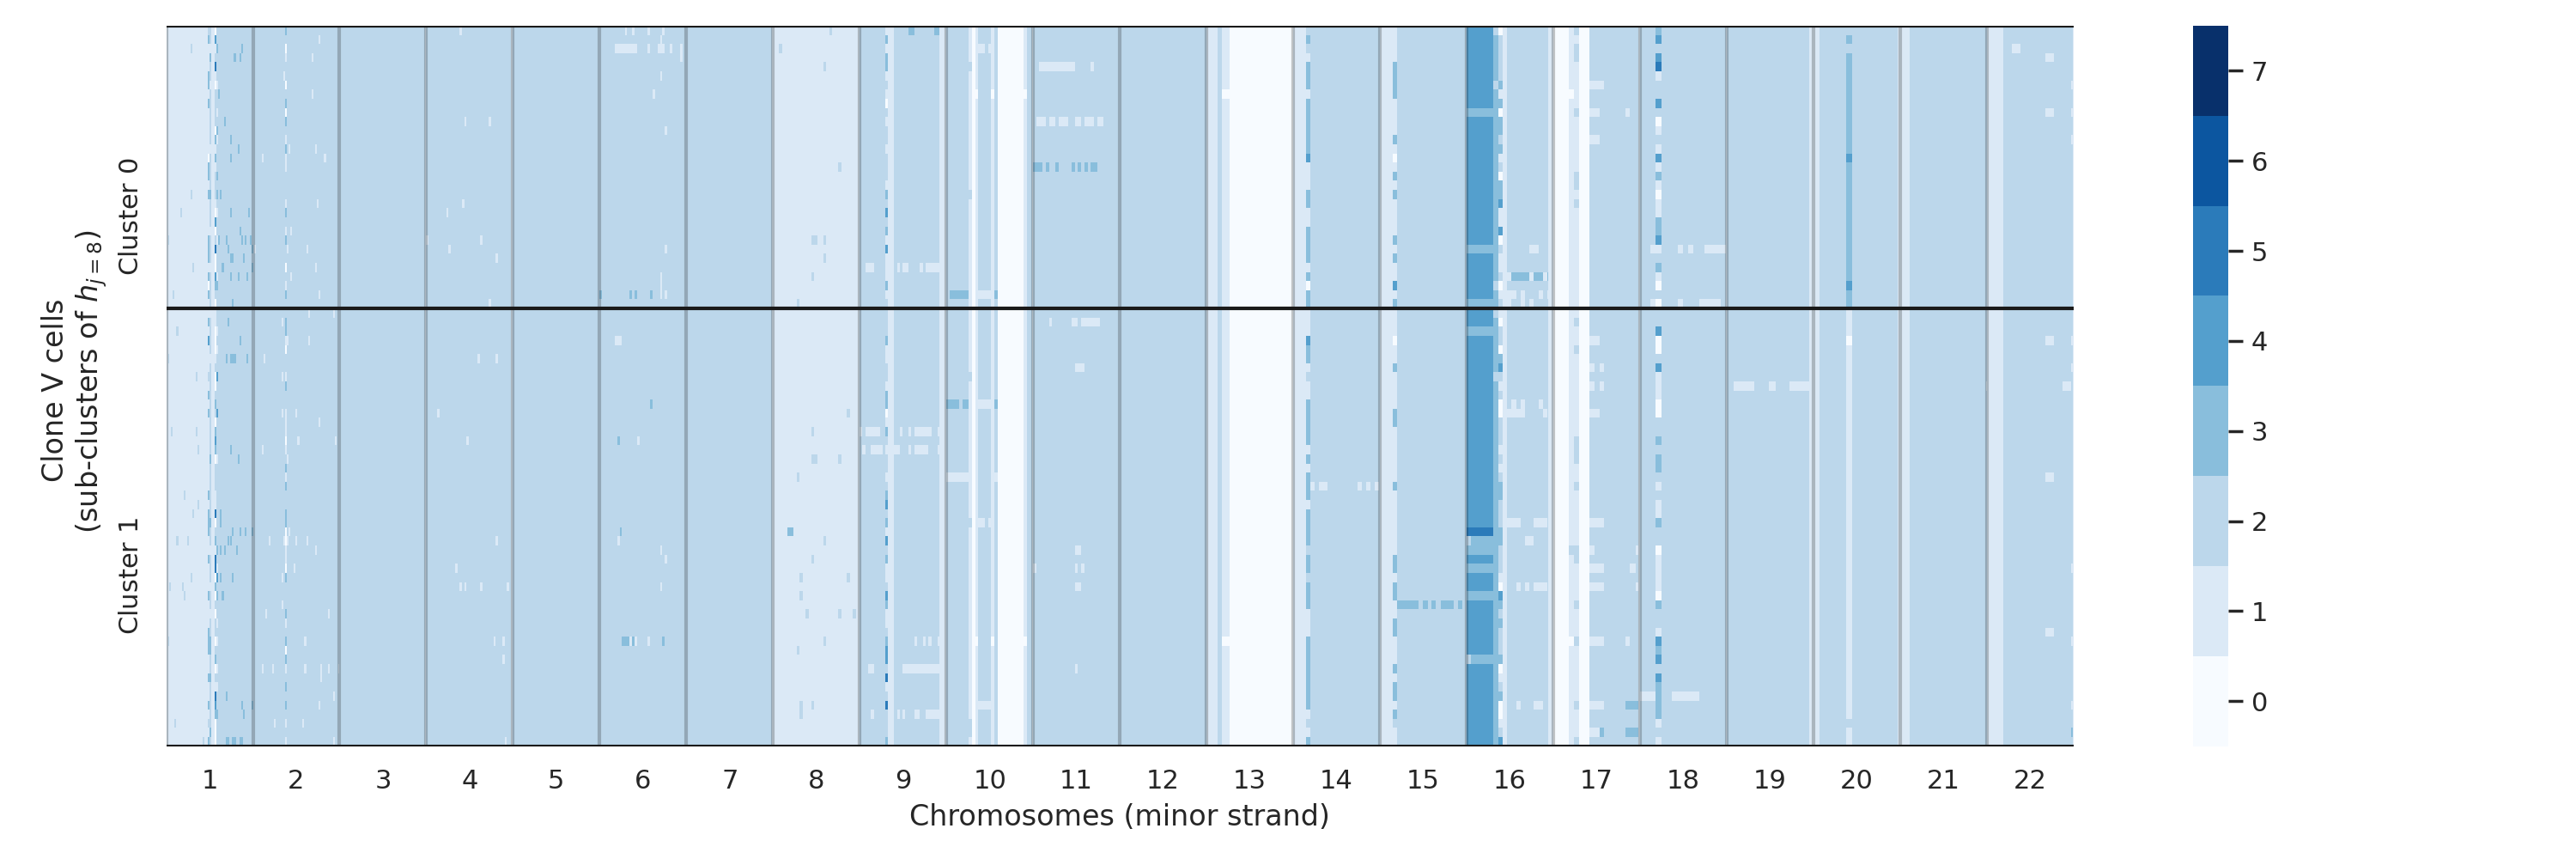 Clone V cells
(sub-clusters of h_{j=8})
Cluster 0
Cluster 1
1 2 3 4 5 6 7 8 9 10 11 12 13 14 15 16 17 18 19 20 21 22
Chromosomes (minor strand)
7
6
5
4
3
2
1
0